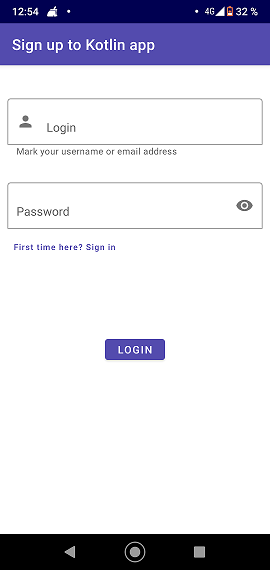 12:54
4G 32 %
Sign up to Kotlin app
Login
Mark your username or email address
Password
First time here? Sign in
LOGIN